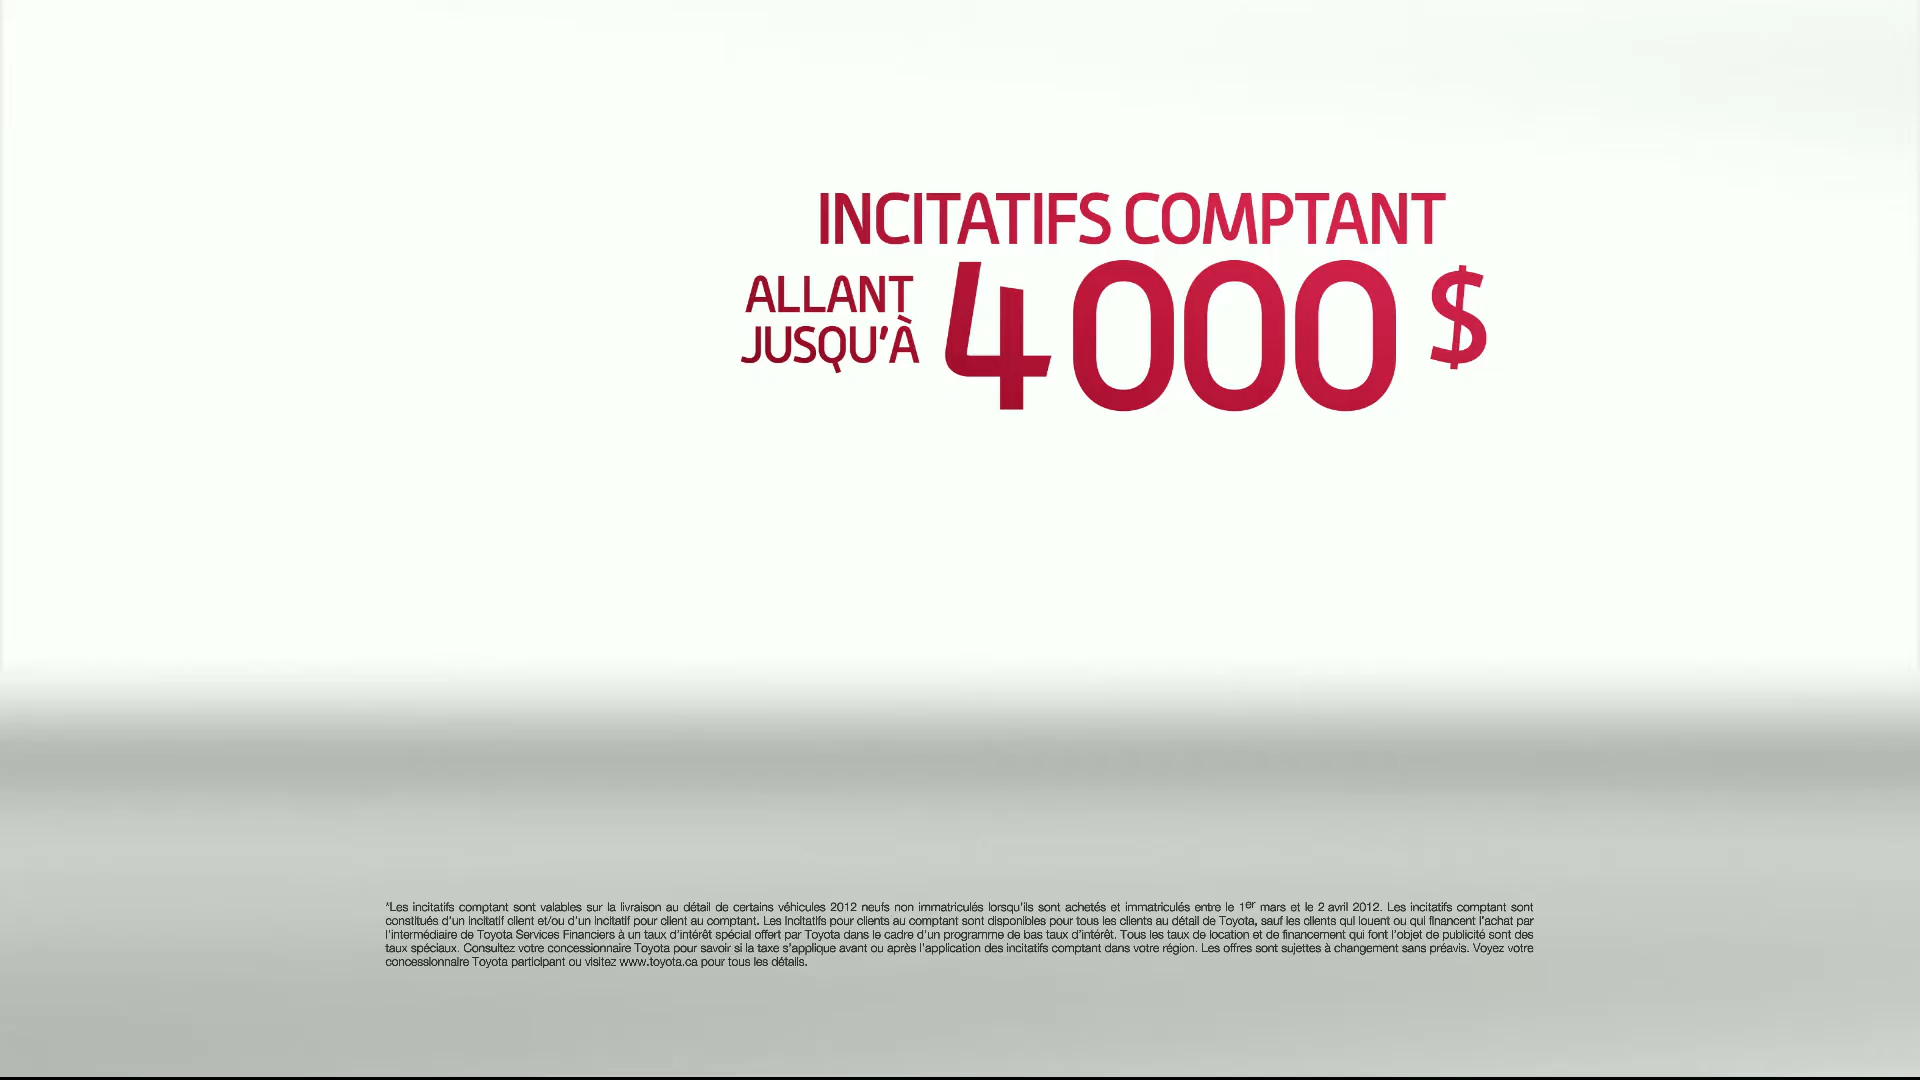 INCITATIFS COMPTANT
ALLANT
JUSQU'À
4 000 $
*Les incitatifs comptant sont valables sur la livraison au détail de certains véhicules 2012 neufs non immatriculés lorsqu'ils sont achetés et immatriculés entre le 1er mars et le 2 avril 2012. Les incitatifs comptant sont
constitués d'un incitatif client et/ou d'un incitatif pour client au comptant. Les incitatifs pour clients au comptant sont disponibles pour tous les clients au détail de Toyota, sauf les clients qui louent ou qui financent l'achat par
l'intermédiaire de Toyota Services Financiers à un taux d'intérêt spécial offert par Toyota dans le cadre d'un programme de bas taux d'intérêt. Tous les taux de location et de financement qui font l'objet de publicité sont des
taux spéciaux. Consultez votre concessionnaire Toyota pour savoir si la taxe s'applique avant ou après l'application des incitatifs comptant dans votre région. Les offres sont sujettes à changement sans préavis. Voyez votre
concessionnaire Toyota participant ou visitez www.toyota.ca pour tous les détails.